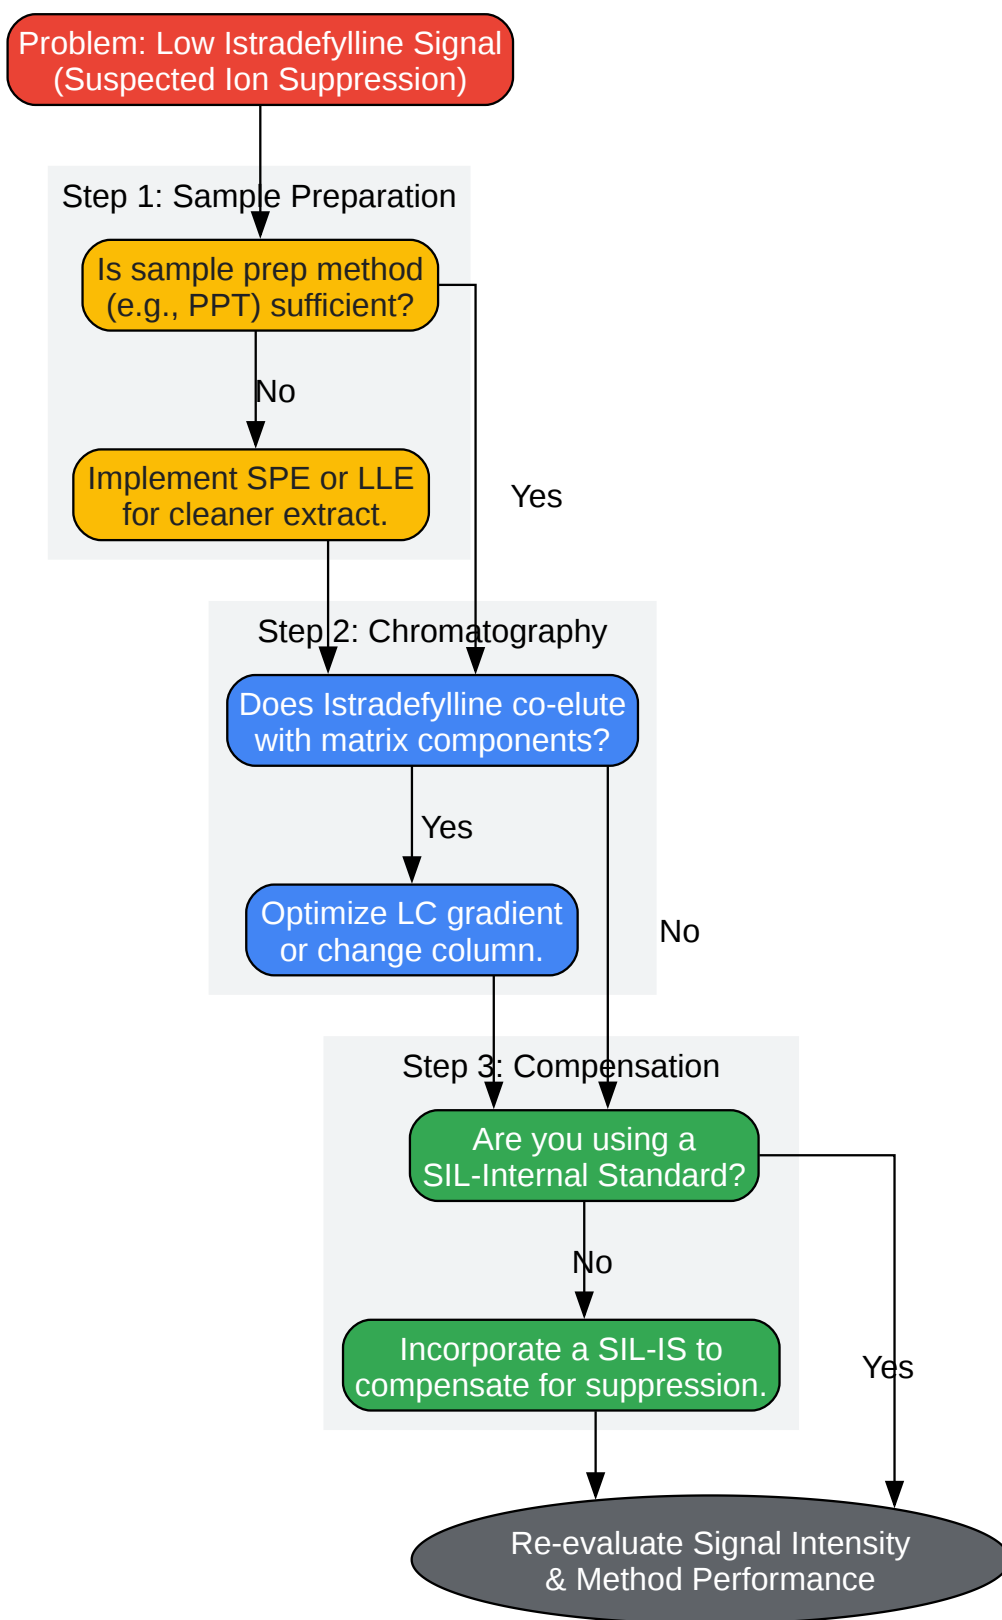 Problem: Low Istradefylline Signal
(Suspected Ion Suppression)
Step 1: Sample Preparation
Is sample prep method
(e.g., PPT) sufficient?
No
Implement SPE or LLE
for cleaner extract.
Yes
Step 2: Chromatography
Does Istradefylline co-elute
with matrix components?
Yes
Optimize LC gradient
or change column.
No
Step 3: Compensation
Are you using a
SIL-Internal Standard?
No
Incorporate a SIL-IS to
compensate for suppression.
Yes
Re-evaluate Signal Intensity
& Method Performance